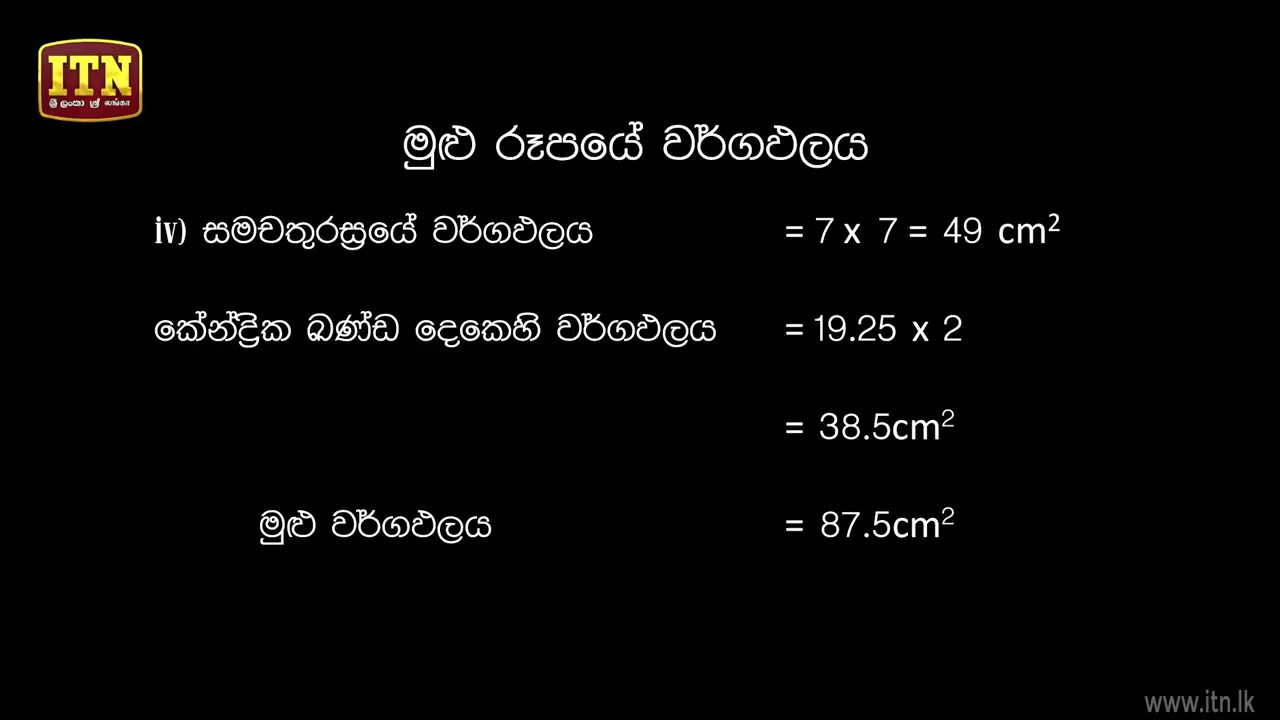 ITN
ශ්‍රී ලංකා ශ්‍රී லங்கா
මුළු රූපයේ වර්ගඵලය
iv) සමචතුරස්‍රයේ වර්ගඵලය = 7 x 7 = 49 cm²
කේන්ද්‍රික ඛණ්ඩ දෙකෙහි වර්ගඵලය = 19.25 x 2
= 38.5cm²
මුළු වර්ගඵලය = 87.5cm²
www.itn.lk